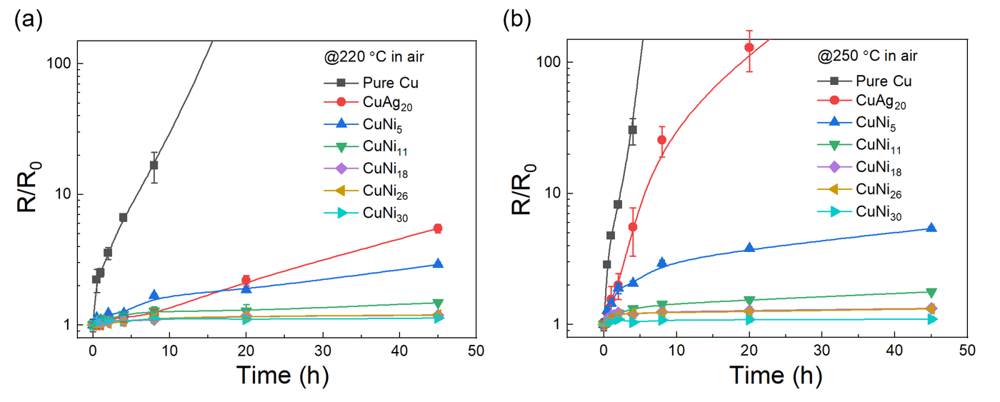 (a)
@220 °C in air
Pure Cu
CuAg20
CuNi5
CuNi11
CuNi18
CuNi26
CuNi30
100
10
1
R/R0
0
10
20
30
40
50
Time (h)
(b)
@250 °C in air
Pure Cu
CuAg20
CuNi5
CuNi11
CuNi18
CuNi26
CuNi30
100
10
1
R/R0
0
10
20
30
40
50
Time (h)